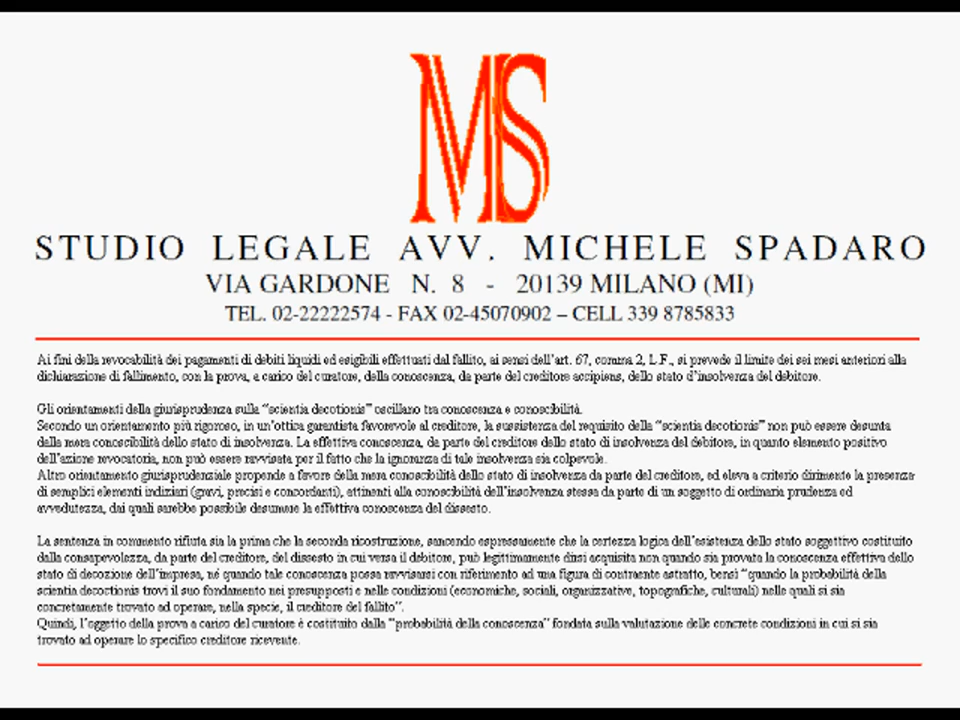 MS
STUDIO LEGALE AVV. MICHELE SPADARO
VIA GARDONE N. 8 - 20139 MILANO (MI)
TEL. 02-22222574 - FAX 02-45070902 – CELL 339 8785833
Ai fini della revocabilità dei pagamenti di debiti liquidi ed esigibili effettuati dal fallito, ai sensi dell'art. 67, comma 2, L.F., si prevede il limite dei sei mesi anteriori alla
dichiarazione di fallimento, con la prova, a carico del curatore, della conoscenza, da parte del creditore accipiens, dello stato d'insolvenza del debitore.
Gli orientamenti della giurisprudenza sulla "scientia decotionis" oscillano tra conoscenza e conoscibilità.
Secondo un orientamento più rigoroso, in un'ottica garantista favorevole al creditore, la sussistenza del requisito della "scientia decotionis" non può essere desunta
dalla mera conoscibilità dello stato di insolvenza. La effettiva conoscenza, da parte del creditore dello stato di insolvenza del debitore, in quanto elemento positivo
dell'azione revocatoria, non può essere ravvisata per il fatto che la ignoranza di tale insolvenza sia colpevole.
Altro orientamento giurisprudenziale propende a favore della mera conoscibilità dello stato di insolvenza da parte del creditore, ed eleva a criterio dirimente la presenza
di semplici elementi indiziari (gravi, precisi e concordanti), attinenti alla conoscibilità dell'insolvenza stessa da parte di un soggetto di ordinaria prudenza ed
avvedutezza, dai quali sarebbe possibile desumere la effettiva conoscenza del dissesto.
La sentenza in commento rifiuta sia la prima che la seconda ricostruzione, sancendo espressamente che la certezza logica dell'esistenza dello stato soggettivo costituito
dalla consapevolezza, da parte del creditore, del dissesto in cui versa il debitore, può legittimamente dirsi acquisita non quando sia provata la conoscenza effettiva dello
stato di decozione dell'impresa, né quando tale conoscenza possa ravvisarsi con riferimento ad una figura di contraente astratto, bensì "quando la probabilità della
scientia decoctionis trovi il suo fondamento nei presupposti e nelle condizioni (economiche, sociali, organizzative, topografiche, culturali) nelle quali si sia
concretamente trovato ad operare, nella specie, il creditore del fallito".
Quindi, l'oggetto della prova a carico del curatore è costituito dalla "probabilità della conoscenza" fondata sulla valutazione delle concrete condizioni in cui si sia
trovato ad operare lo specifico creditore ricevente.